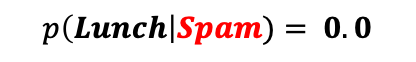 p(Lunch|Spam) = 0.0